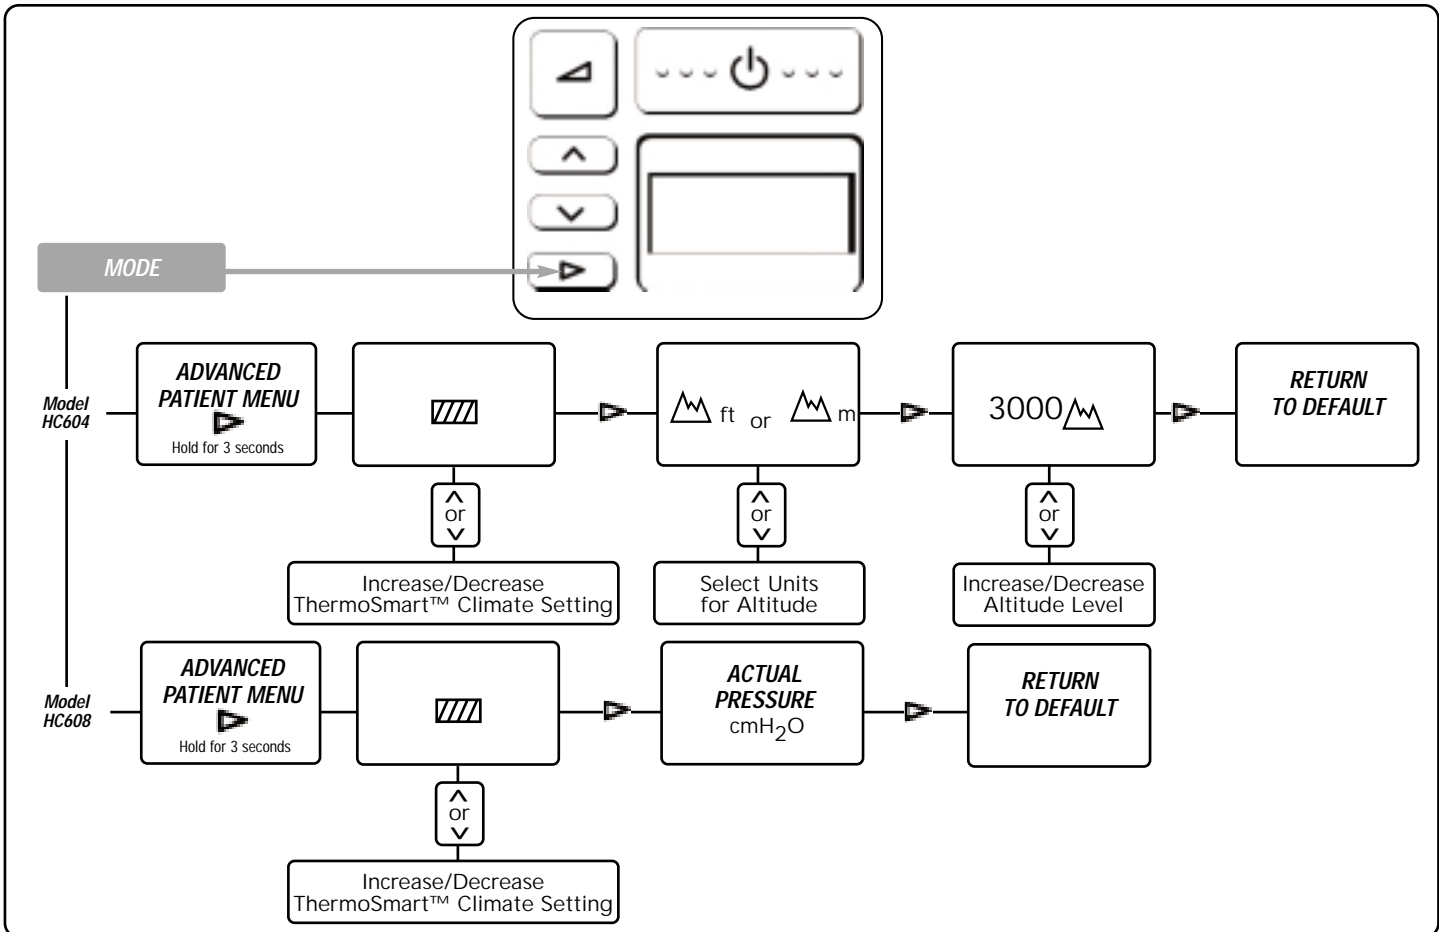 MODE
Model
HC604
ADVANCED
PATIENT MENU
Hold for 3 seconds
ft or m
3000
RETURN
TO DEFAULT
or
or
or
Increase/Decrease
ThermoSmart™ Climate Setting
Select Units
for Altitude
Increase/Decrease
Altitude Level
Model
HC608
ADVANCED
PATIENT MENU
Hold for 3 seconds
ACTUAL
PRESSURE
cmH₂O
RETURN
TO DEFAULT
or
Increase/Decrease
ThermoSmart™ Climate Setting